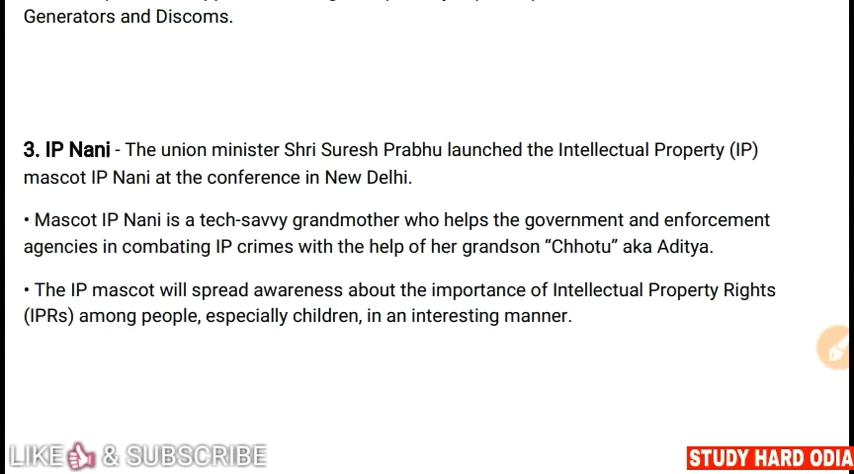 Generators and Discoms.
3. IP Nani - The union minister Shri Suresh Prabhu launched the Intellectual Property (IP)
mascot IP Nani at the conference in New Delhi.
• Mascot IP Nani is a tech-savvy grandmother who helps the government and enforcement
agencies in combating IP crimes with the help of her grandson “Chhotu” aka Aditya.
• The IP mascot will spread awareness about the importance of Intellectual Property Rights
(IPRs) among people, especially children, in an interesting manner.
LIKE & SUBSCRIBE
STUDY HARD ODIA